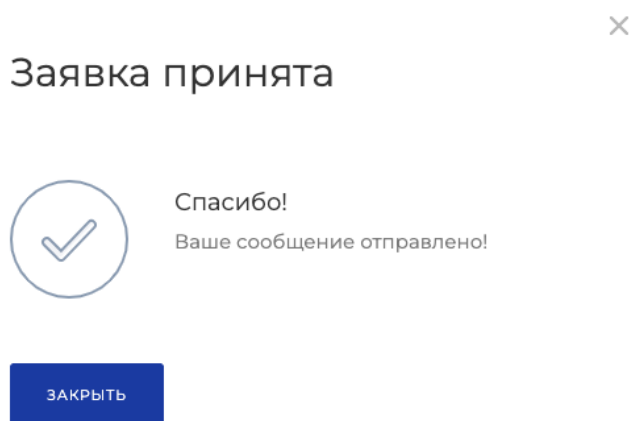 Заявка принята
Спасибо!
Ваше сообщение отправлено!
ЗАКРЫТЬ